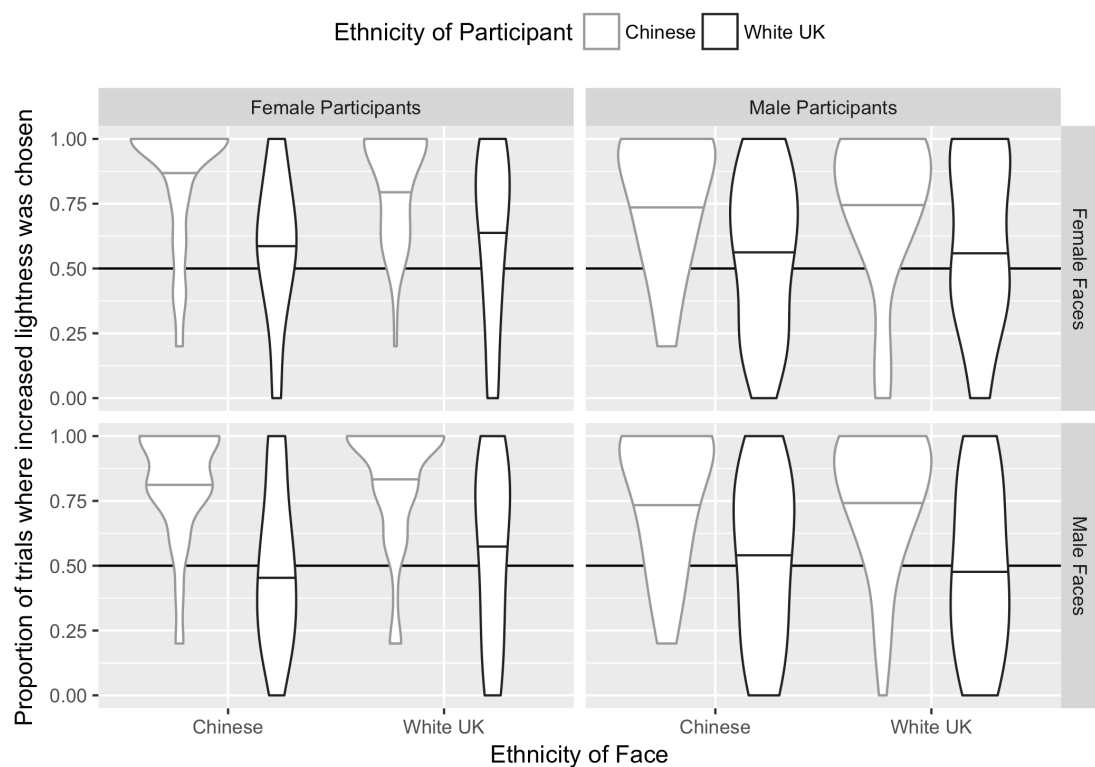 Ethnicity of Participant Chinese White UK
Female Participants Male Participants
Proportion of trials where increased lightness was chosen
1.00
0.75
0.50
0.25
0.00
Female Faces
1.00
0.75
0.50
0.25
0.00
Male Faces
Chinese White UK Chinese White UK
Ethnicity of Face